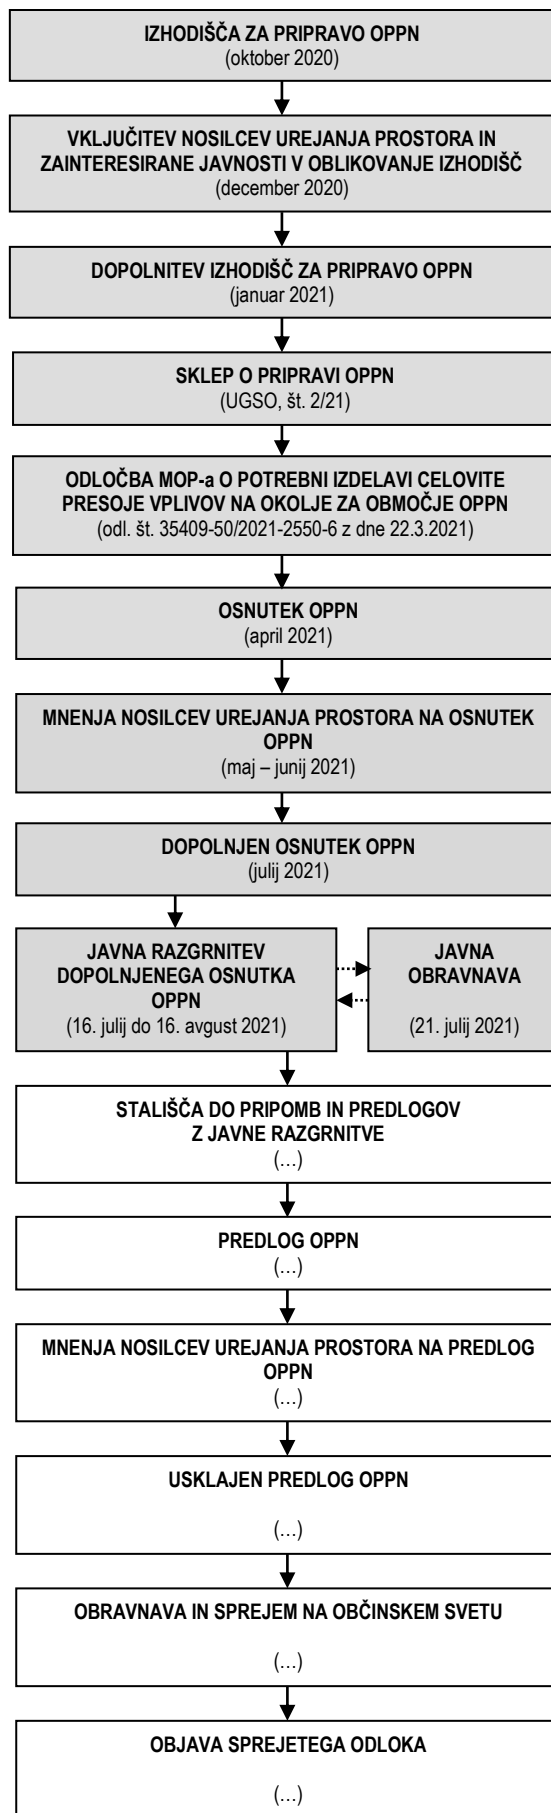 IZHODIŠČA ZA PRIPRAVO OPPN
(oktober 2020)
VKLJUČITEV NOSILCEV UREJANJA PROSTORA IN
ZAINTERESIRANE JAVNOSTI V OBLIKOVANJE IZHODIŠČ
(december 2020)
DOPOLNITEV IZHODIŠČ ZA PRIPRAVO OPPN
(januar 2021)
SKLEP O PRIPRAVI OPPN
(UGSO, št. 2/21)
ODLOČBA MOP-a O POTREBNI IZDELAVI CELOVITE
PRESOJE VPLIVOV NA OKOLJE ZA OBMOČJE OPPN
(odl. št. 35409-50/2021-2550-6 z dne 22.3.2021)
OSNUTEK OPPN
(april 2021)
MNENJA NOSILCEV UREJANJA PROSTORA NA OSNUTEK
OPPN
(maj – junij 2021)
DOPOLNJEN OSNUTEK OPPN
(julij 2021)
JAVNA RAZGRNITEV
DOPOLNJENEGA OSNUTKA
OPPN
(16. julij do 16. avgust 2021)
JAVNA
OBRAVNAVA
(21. julij 2021)
STALIŠČA DO PRIPOMB IN PREDLOGOV
Z JAVNE RAZGRNITVE
(…)
PREDLOG OPPN
(…)
MNENJA NOSILCEV UREJANJA PROSTORA NA PREDLOG
OPPN
(…)
USKLAJEN PREDLOG OPPN
(…)
OBRAVNAVA IN SPREJEM NA OBČINSKEM SVETU
(…)
OBJAVA SPREJETEGA ODLOKA
(…)